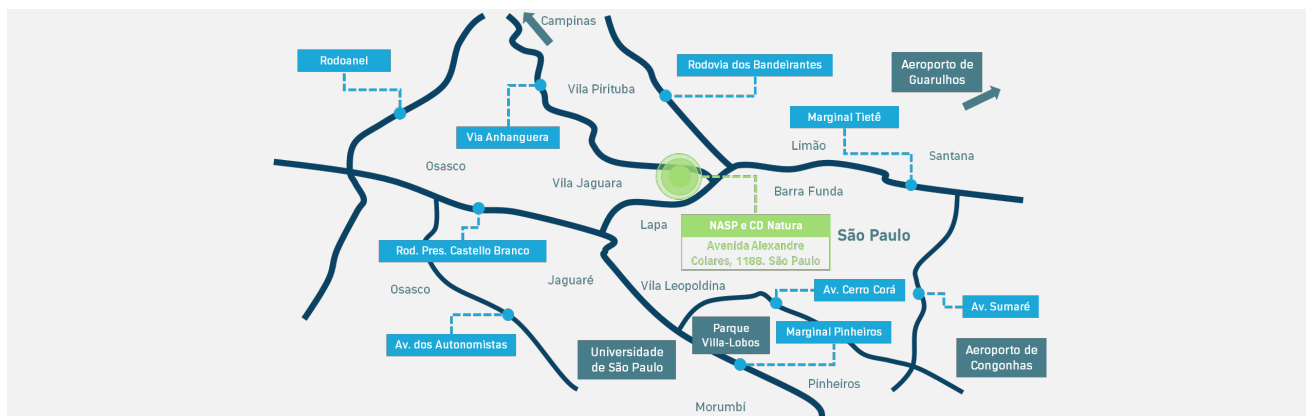 Campinas
Rodoanel
Rodovia dos Bandeirantes
Aeroporto de
Guarulhos
Vila Pirituba
Marginal Tietê
Via Anhanguera
Limão
Santana
Osasco
Vila Jaguara
Barra Funda
Lapa
NASP e CD Natura
Avenida Alexandre
Colares, 1188. São Paulo
São Paulo
Rod. Pres. Castello Branco
Jaguaré
Osasco
Vila Leopoldina
Av. Cerro Corá
Av. Sumaré
Parque
Villa-Lobos
Marginal Pinheiros
Av. dos Autonomistas
Universidade
de São Paulo
Aeroporto de
Congonhas
Pinheiros
Morumbi